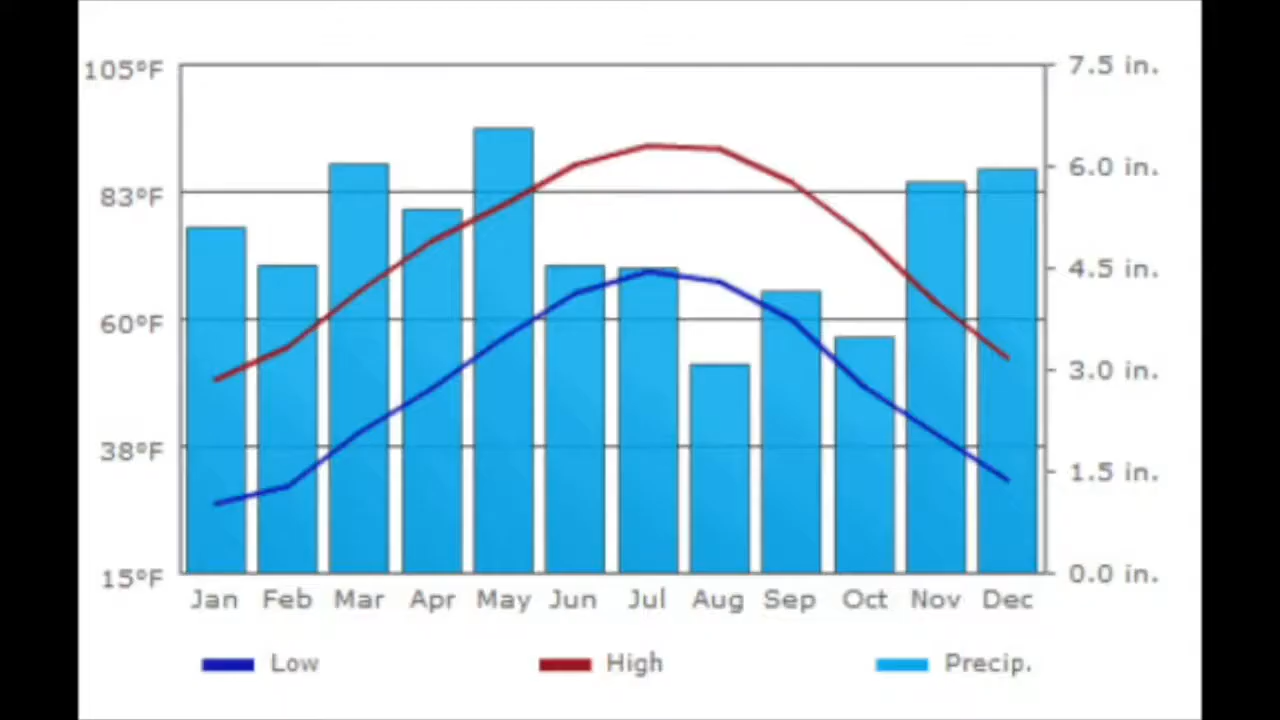 105°F 7.5 in.
6.0 in.
83°F
4.5 in.
60°F
3.0 in.
38°F
1.5 in.
15°F 0.0 in.
Jan Feb Mar Apr May Jun Jul Aug Sep Oct Nov Dec
Low High Precip.